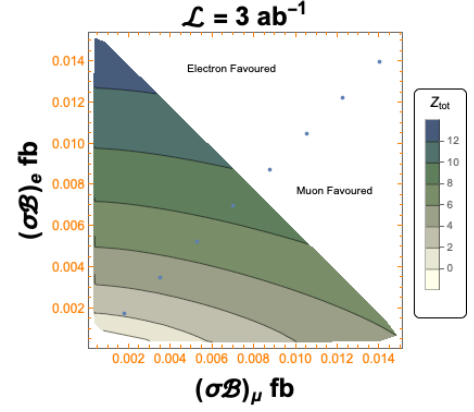 ℒ = 3 ab⁻¹
Electron Favoured
Muon Favoured
(σℬ)ₑ fb
0.014
0.012
0.010
0.008
0.006
0.004
0.002
0.002 0.004 0.006 0.008 0.010 0.012 0.014
(σℬ)μ fb
Z_tot
12
10
8
6
4
2
0